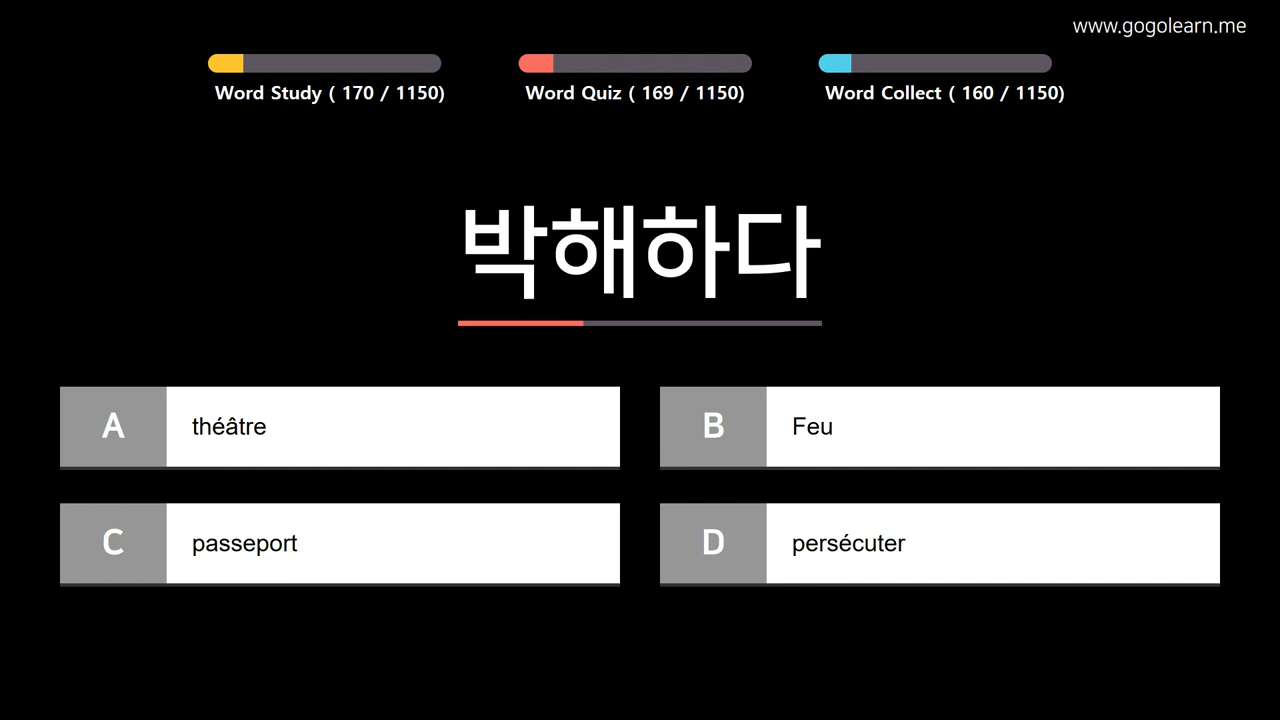 www.gogolearn.me
Word Study ( 170 / 1150)
Word Quiz ( 169 / 1150)
Word Collect ( 160 / 1150)
박해하다
A théâtre
B Feu
C passeport
D persécuter